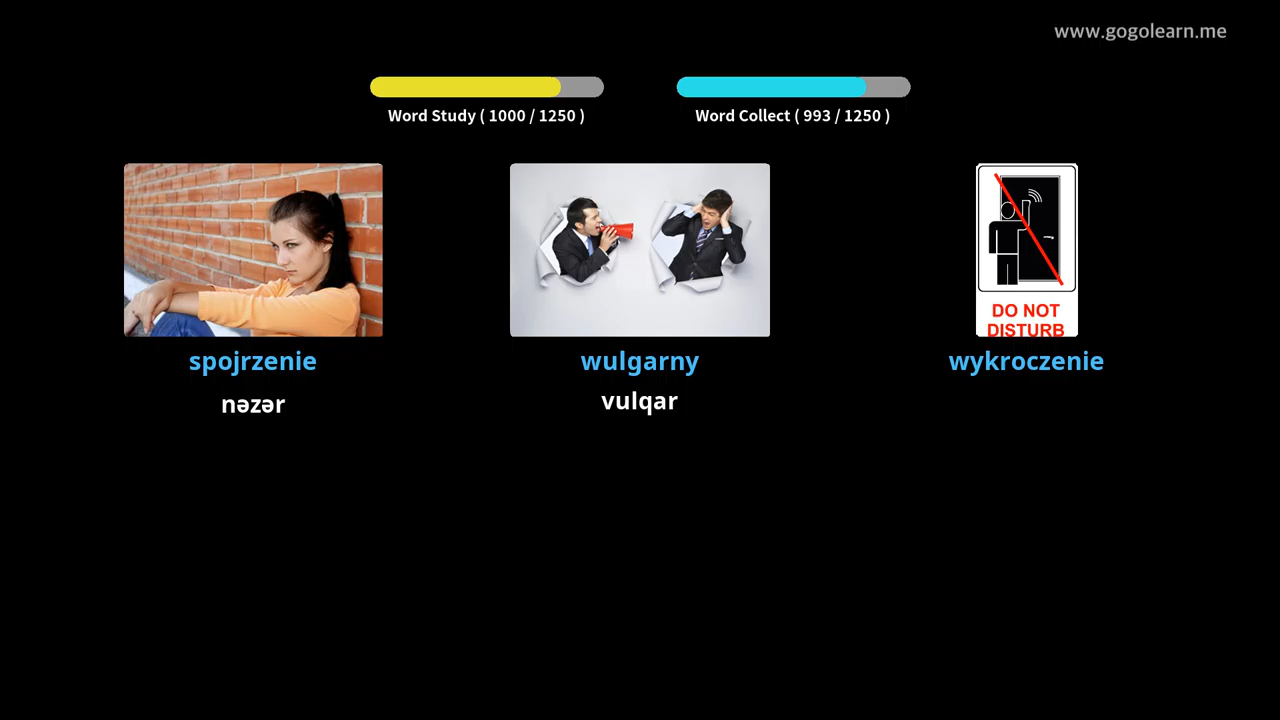 www.gogolearn.me
Word Study ( 1000 / 1250 )
Word Collect ( 993 / 1250 )
DO NOT
DISTURB
spojrzenie
wulgarny
wykroczenie
nəzər
vulqar